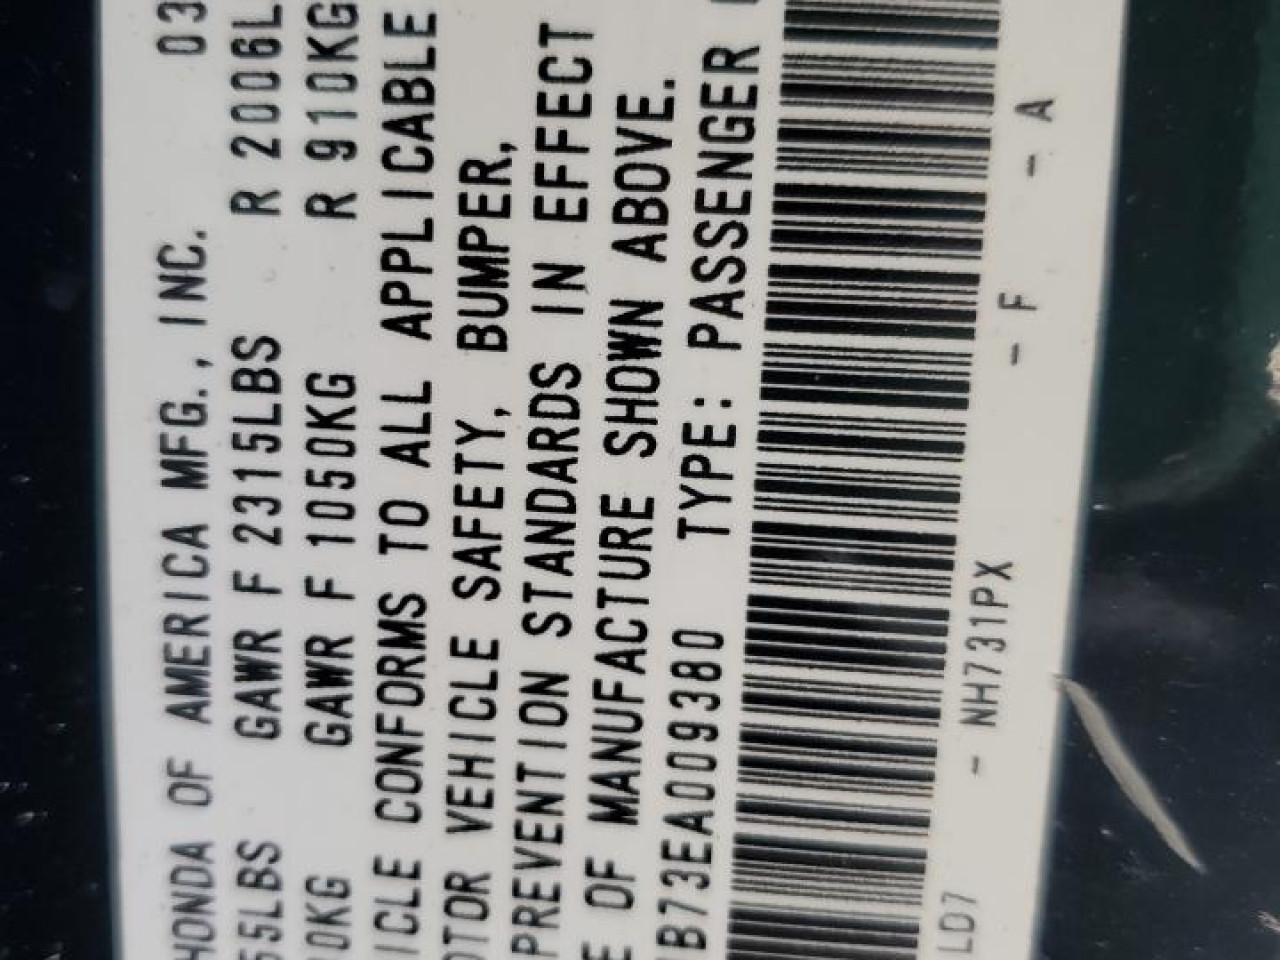 HONDA OF AMERICA MFG., INC. 03
55LBS GAWR F 2315LBS R 2006L
0KG GAWR F 1050KG R 910KG
ICLE CONFORMS TO ALL APPLICABLE
OTOR VEHICLE SAFETY, BUMPER,
PREVENTION STANDARDS IN EFFECT
E OF MANUFACTURE SHOWN ABOVE.
B73EA009380 TYPE: PASSENGER
LD7 - NH731PX - F - A